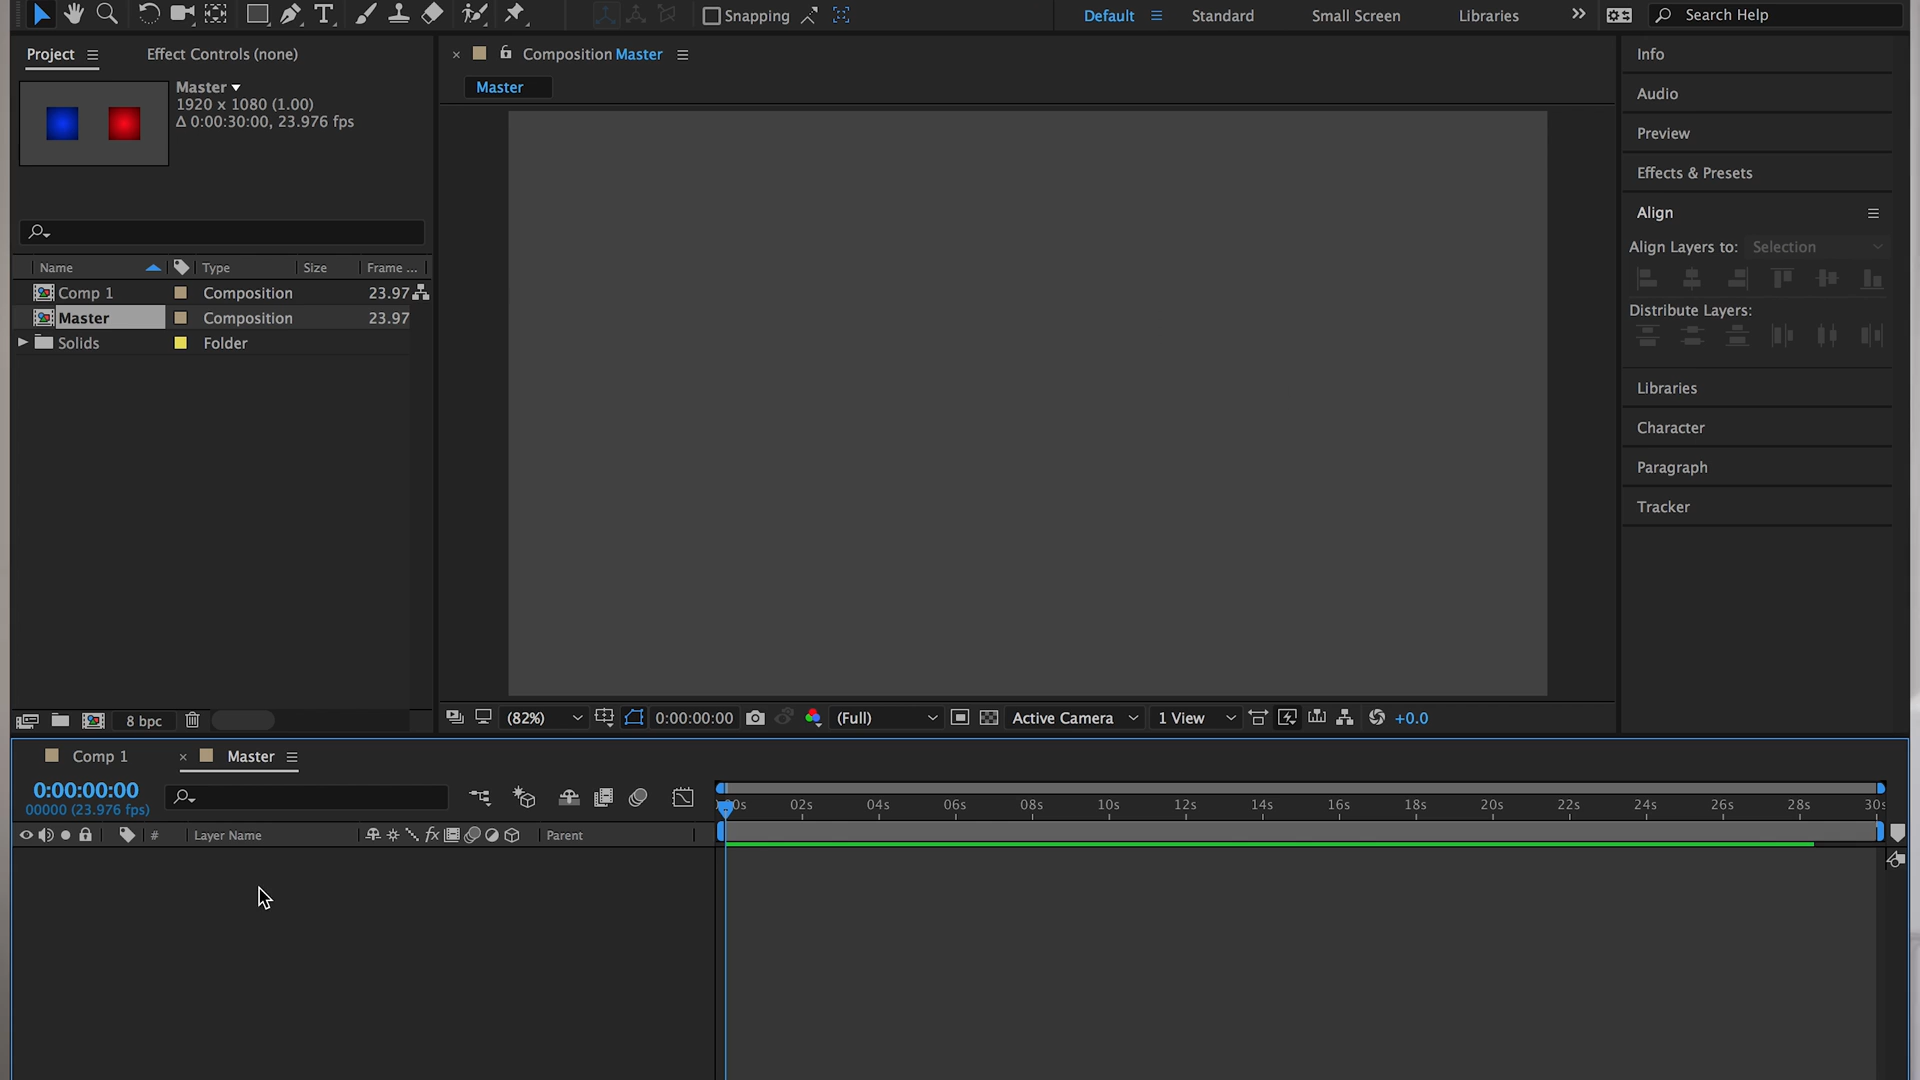 Snapping
Default
Standard
Small Screen
Libraries
Search Help
Project
Effect Controls (none)
Composition Master
Master
Master
1920 x 1080 (1.00)
Δ 0:00:30:00, 23.976 fps
Name
Type
Size
Frame ...
Comp 1
Composition
23.97
Master
Composition
23.97
Solids
Folder
8 bpc
Info
Audio
Preview
Effects & Presets
Align
Align Layers to: Selection
Distribute Layers:
Libraries
Character
Paragraph
Tracker
(82%)
0:00:00:00
(Full)
Active Camera
1 View
+0.0
Comp 1
Master
0:00:00:00
00000 (23.976 fps)
# Layer Name
fx
Parent
02s 04s 06s 08s 10s 12s 14s 16s 18s 20s 22s 24s 26s 28s